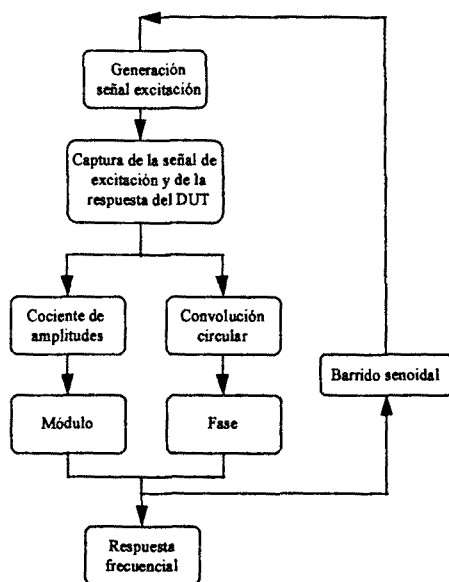 Generación
señal excitación
Captura de la señal de
excitación y de la
respuesta del DUT
Cociente de
amplitudes
Convolución
circular
Barrido senoidal
Módulo
Fase
Respuesta
frecuencial